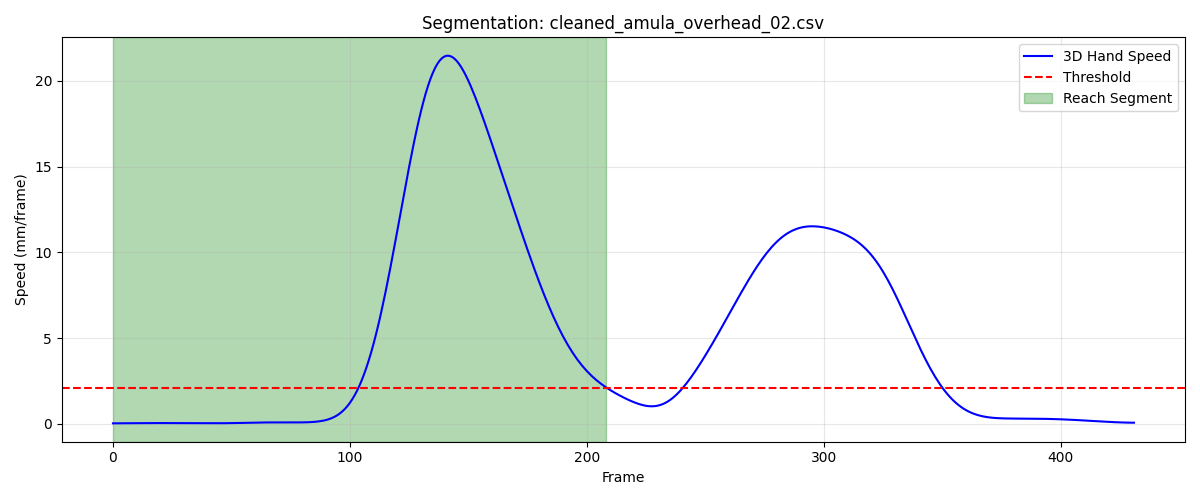 Segmentation: cleaned_amula_overhead_02.csv
3D Hand Speed
Threshold
Reach Segment
Speed (mm/frame)
20
15
10
5
0
0 100 200 300 400
Frame